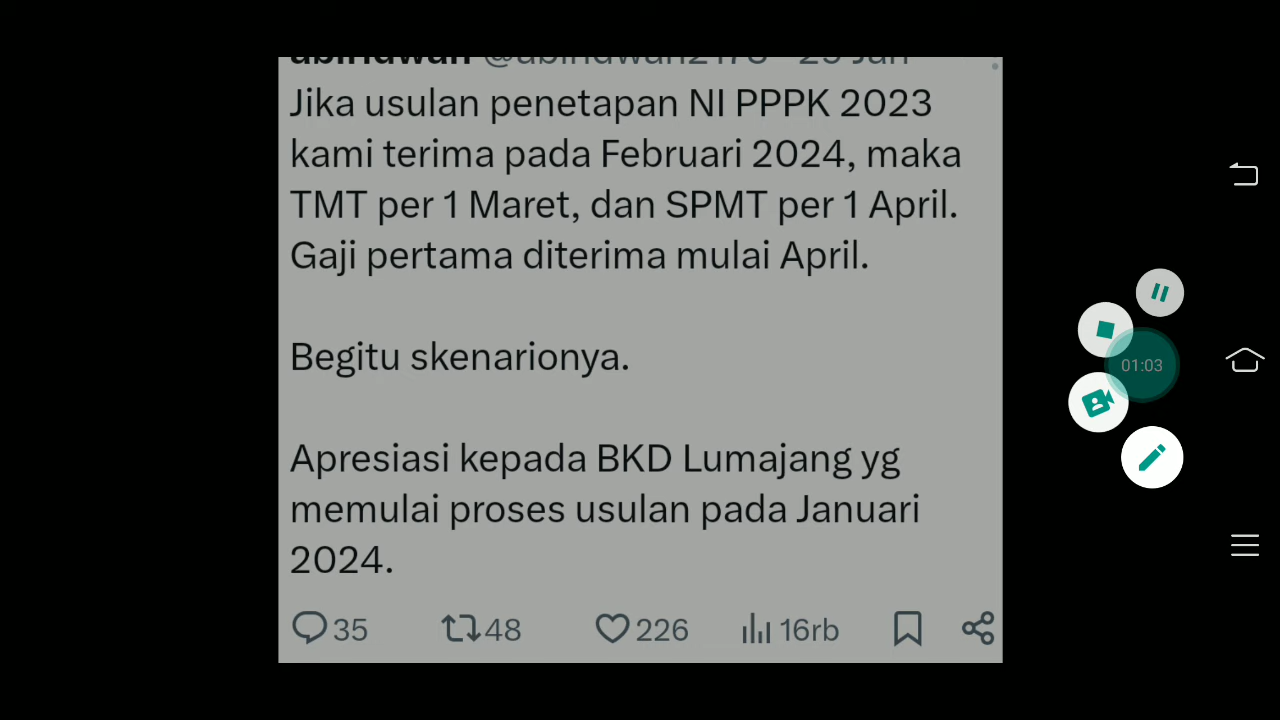 Jika usulan penetapan NI PPPK 2023
kami terima pada Februari 2024, maka
TMT per 1 Maret, dan SPMT per 1 April.
Gaji pertama diterima mulai April.
Begitu skenarionya.
Apresiasi kepada BKD Lumajang yg
memulai proses usulan pada Januari
2024.
35 48 226 16rb
01:03